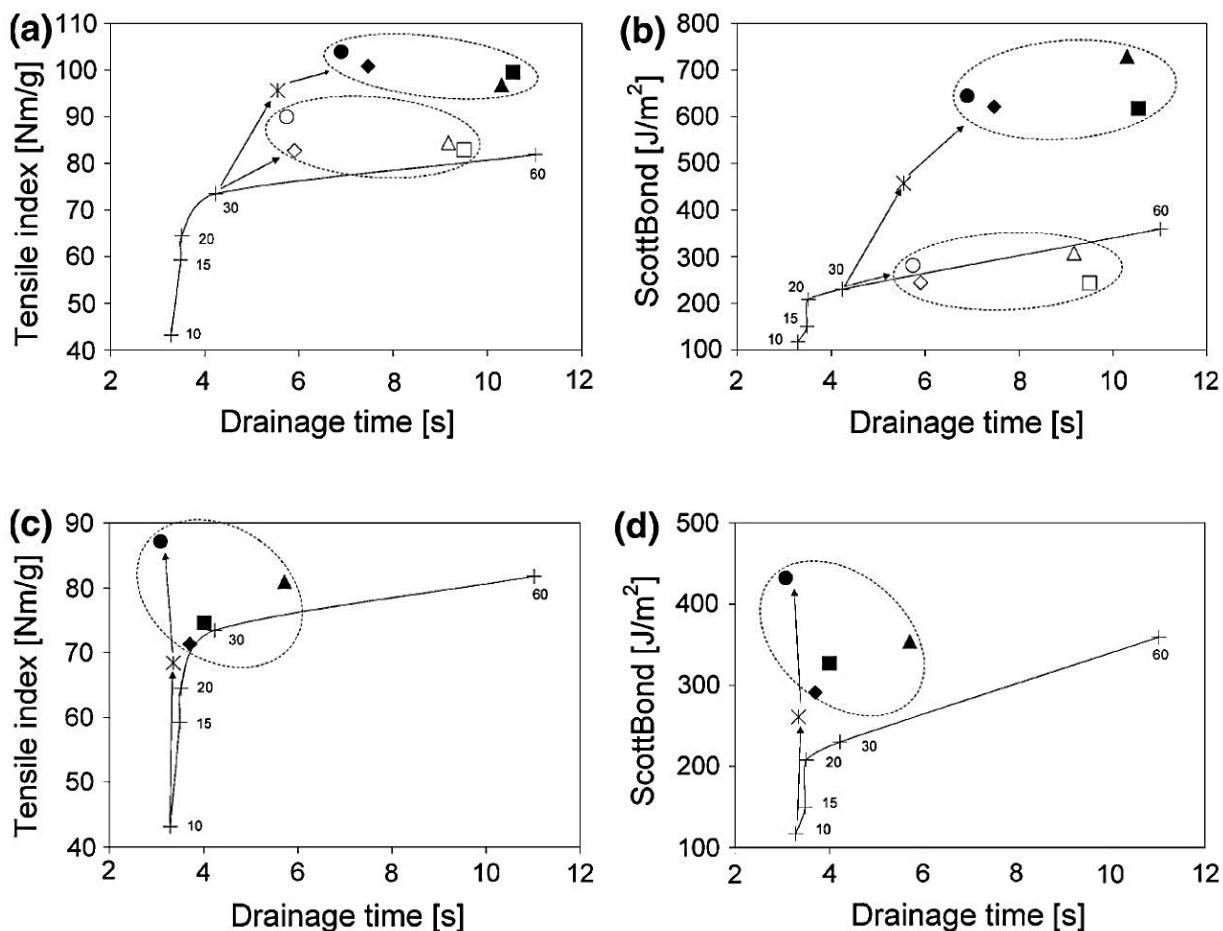 (a)
Tensile index [Nm/g]
110
100
90
80
70
60
50
40
60
30
20
15
10
2 4 6 8 10 12
Drainage time [s]
(b)
ScottBond [J/m²]
800
700
600
500
400
300
200
100
60
30
20
15
10
2 4 6 8 10 12
Drainage time [s]
(c)
Tensile index [Nm/g]
90
80
70
60
50
40
60
30
20
15
10
2 4 6 8 10 12
Drainage time [s]
(d)
ScottBond [J/m²]
500
400
300
200
100
60
30
20
15
10
2 4 6 8 10 12
Drainage time [s]